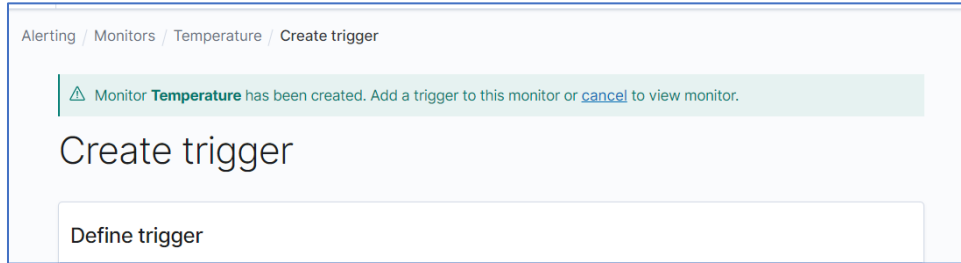 Alerting / Monitors / Temperature / Create trigger
Monitor Temperature has been created. Add a trigger to this monitor or cancel to view monitor.
Create trigger
Define trigger